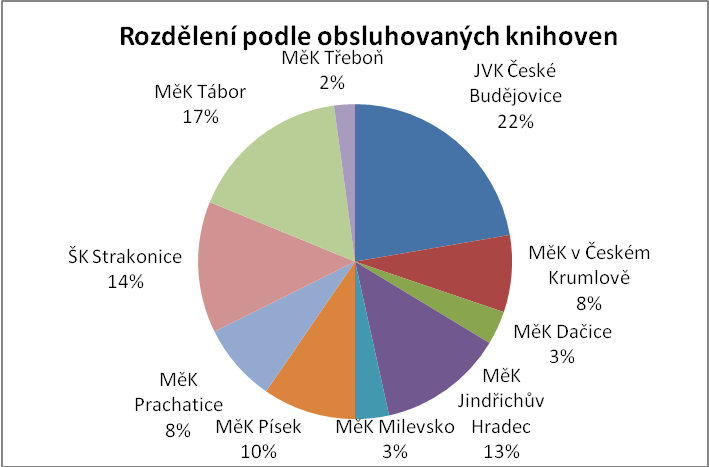 Rozdělení podle obsluhovaných knihoven
MěK Třeboň
2%
JVK České
Budějovice
22%
MěK Tábor
17%
ŠK Strakonice
14%
MěK v Českém
Krumlově
8%
MěK Dačice
3%
MěK
Jindřichův
Hradec
13%
MěK
Prachatice
8%
MěK Písek
10%
MěK Milevsko
3%